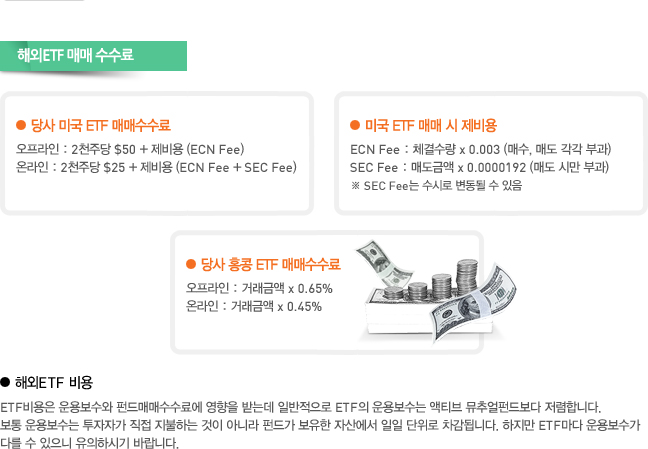 해외ETF 매매 수수료
● 당사 미국 ETF 매매수수료
오프라인 : 2천주당 $50 + 제비용 (ECN Fee)
온라인 : 2천주당 $25 + 제비용 (ECN Fee + SEC Fee)
● 미국 ETF 매매 시 제비용
ECN Fee : 체결수량 x 0.003 (매수, 매도 각각 부과)
SEC Fee : 매도금액 x 0.0000192 (매도 시만 부과)
※ SEC Fee는 수시로 변동될 수 있음
● 당사 홍콩 ETF 매매수수료
오프라인 : 거래금액 x 0.65%
온라인 : 거래금액 x 0.45%
● 해외ETF 비용
ETF비용은 운용보수와 펀드매매수수료에 영향을 받는데 일반적으로 ETF의 운용보수는 액티브 뮤추얼펀드보다 저렴합니다.
보통 운용보수는 투자자가 직접 지불하는 것이 아니라 펀드가 보유한 자산에서 일일 단위로 차감됩니다. 하지만 ETF마다 운용보수가
다를 수 있으니 유의하시기 바랍니다.